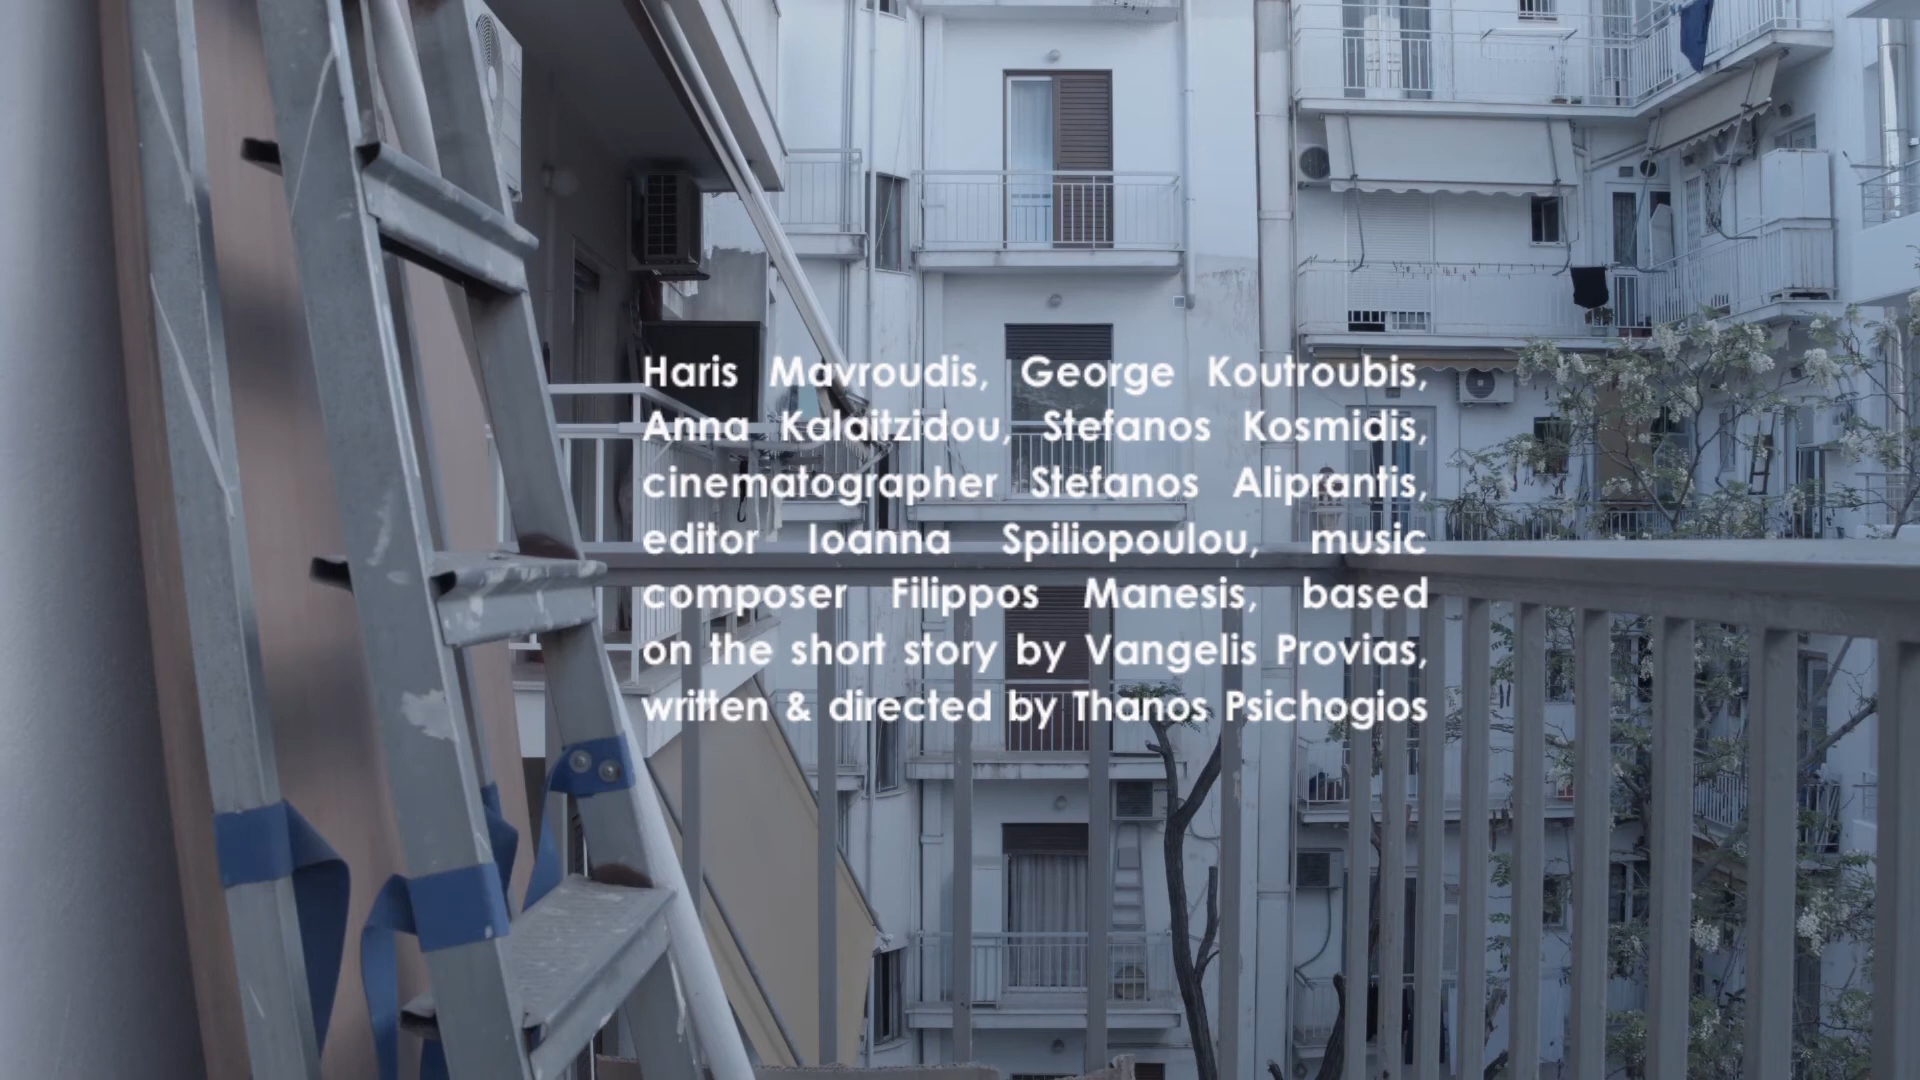 Haris Mavroudis, George Koutroubis,
Anna Kalaitzidou, Stefanos Kosmidis,
cinematographer Stefanos Aliprantis,
editor Ioanna Spiliopoulou, music
composer Filippos Manesis, based
on the short story by Vangelis Provias,
written & directed by Thanos Psichogios